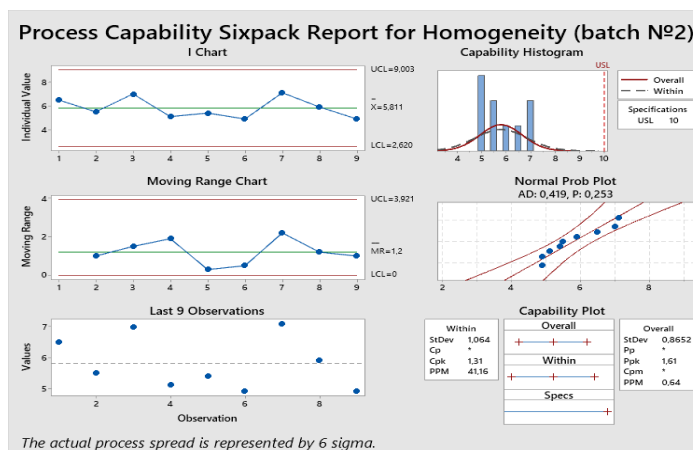 Process Capability Sixpack Report for Homogeneity (batch №2)
I Chart
Individual Value
8
6
4
UCL=9,003
X=5,811
LCL=2,620
1 2 3 4 5 6 7 8 9
Moving Range Chart
Moving Range
4
2
0
UCL=3,921
MR=1,2
LCL=0
1 2 3 4 5 6 7 8 9
Last 9 Observations
Values
7
6
5
2 4 6 8
Observation
Capability Histogram
USL
4 5 6 7 8 9 10
Overall
Within
Specifications
USL 10
Normal Prob Plot
AD: 0,419, P: 0,253
2 4 6 8
Capability Plot
Within
StDev 1,064
Cp *
Cpk 1,31
PPM 41,16
Overall
Within
Specs
Overall
StDev 0,8652
Pp *
Ppk 1,61
Cpm *
PPM 0,64
The actual process spread is represented by 6 sigma.